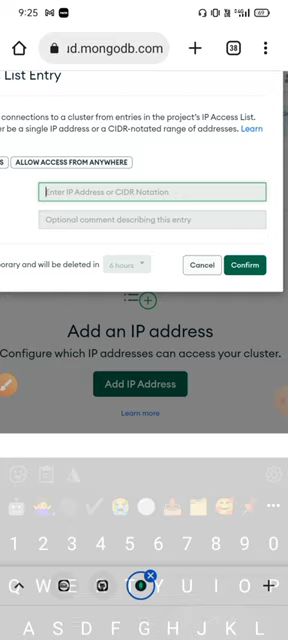 9:25
69
ud.mongodb.com
38
List Entry
connections to a cluster from entries in the project's IP Access List.
er be a single IP address or a CIDR-notated range of addresses. Learn
S
ALLOW ACCESS FROM ANYWHERE
Enter IP Address or CIDR Notation
Optional comment describing this entry
porary and will be deleted in
6 hours
Cancel
Confirm
Add an IP address
Configure which IP addresses can access your cluster.
Add IP Address
Learn more
1 2 3 4 5 6 7 8 9 0
Q W E T Y U I O P
A S D F G H J K L